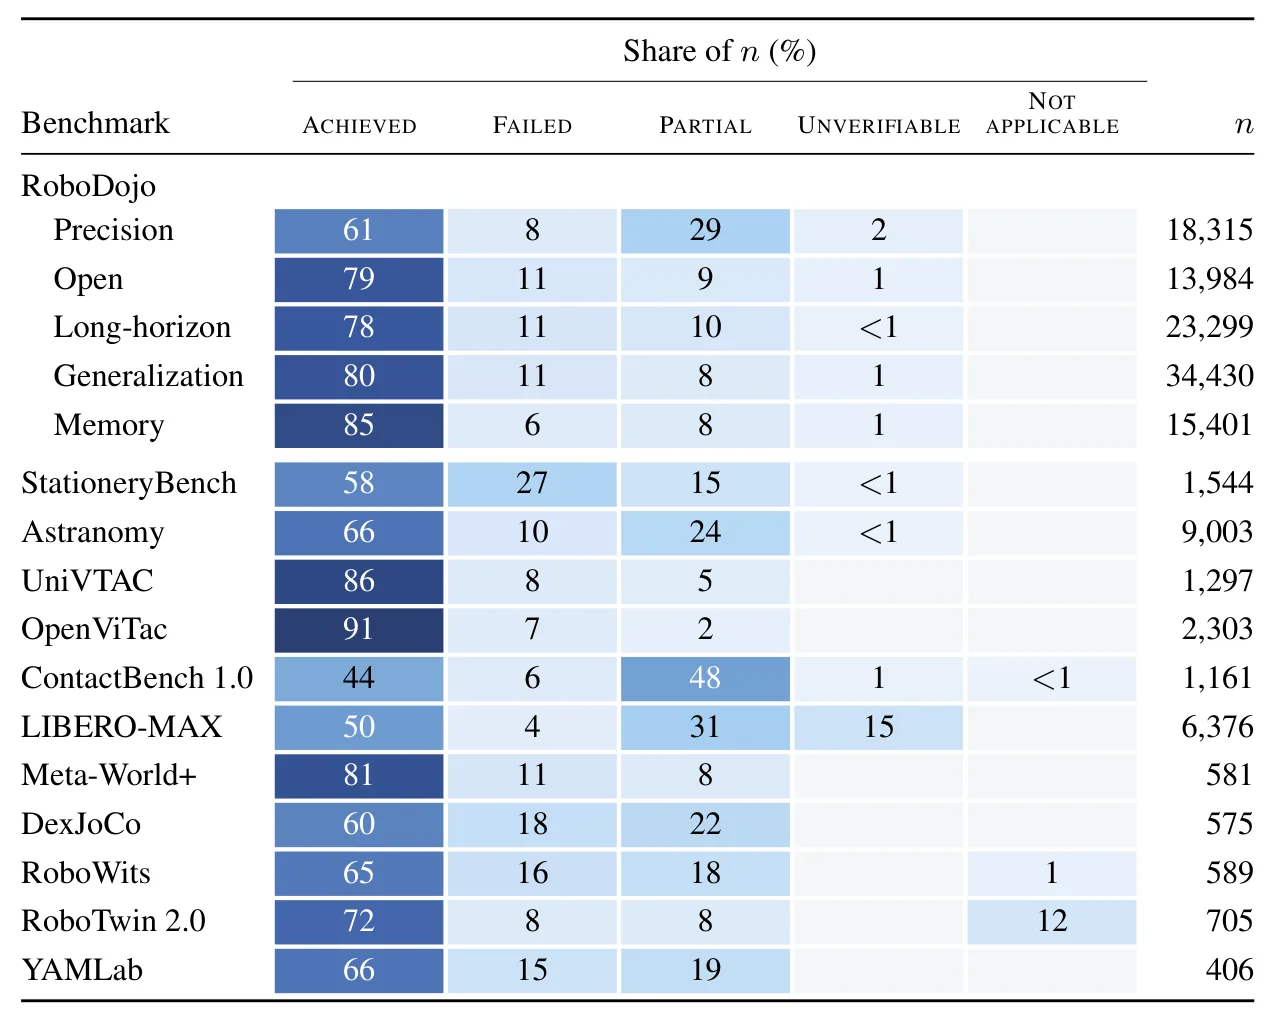 Share of n (%)
Benchmark ACHIEVED FAILED PARTIAL UNVERIFIABLE NOT APPLICABLE n
RoboDojo
Precision 61 8 29 2 18,315
Open 79 11 9 1 13,984
Long-horizon 78 11 10 <1 23,299
Generalization 80 11 8 1 34,430
Memory 85 6 8 1 15,401
StationeryBench 58 27 15 <1 1,544
Astranomy 66 10 24 <1 9,003
UniVTAC 86 8 5 1,297
OpenViTac 91 7 2 2,303
ContactBench 1.0 44 6 48 1 <1 1,161
LIBERO-MAX 50 4 31 15 6,376
Meta-World+ 81 11 8 581
DexJoCo 60 18 22 575
RoboWits 65 16 18 1 589
RoboTwin 2.0 72 8 8 12 705
YAMLab 66 15 19 406